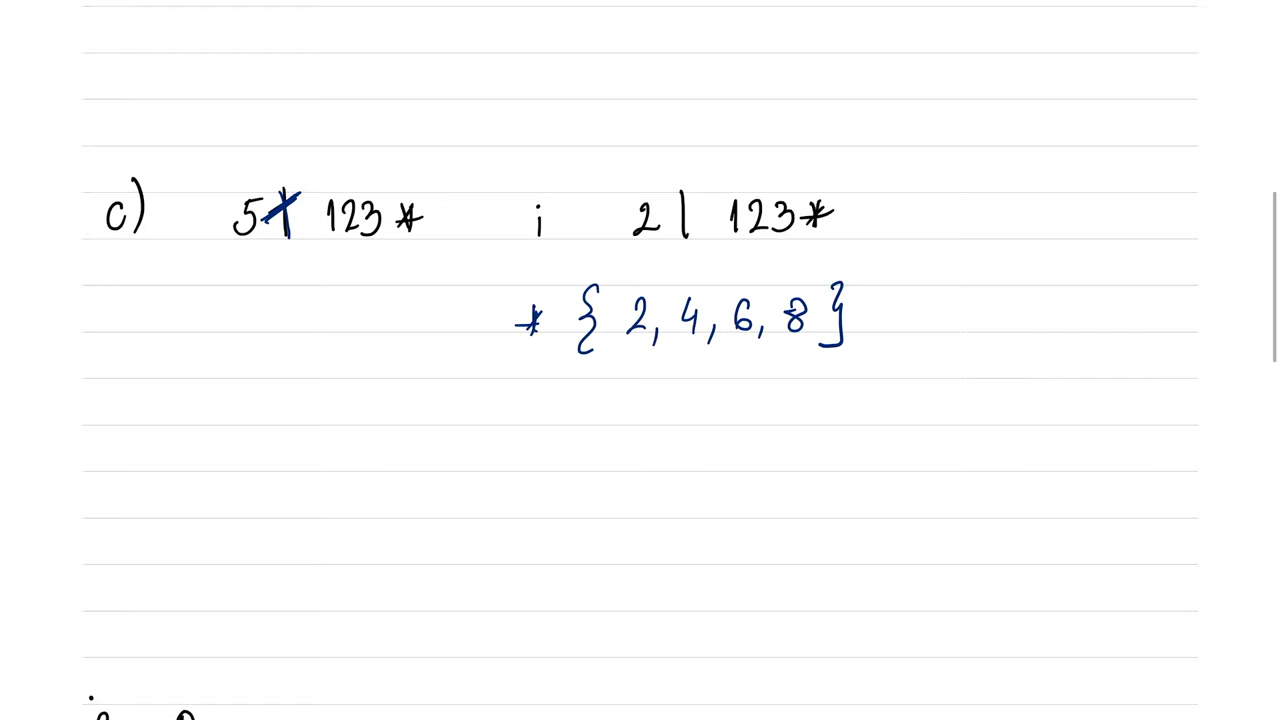 c) 5 ∤ 123* i 2 | 123*
* { 2, 4, 6, 8 }